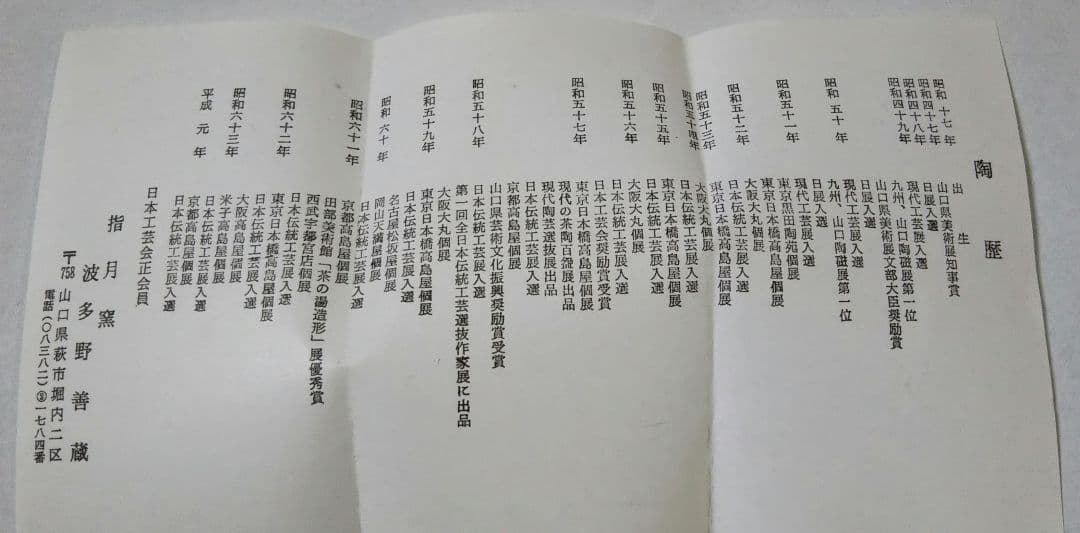 陶歴
昭和十七年 出生
昭和四十七年 山口県美術展知事賞
日展入選
昭和四十八年 現代工芸展入選
九州、山口陶磁展第一位
昭和四十九年 山口県美術展文部大臣奨励賞
日展入選
現代工芸展入選
昭和五十年 九州、山口陶磁展第一位
日展入選
現代工芸展入選
昭和五十一年 東京黒田陶苑個展
東京日本橋高島屋個展
大阪大丸個展
昭和五十二年 日本伝統工芸展入選
東京日本橋高島屋個展
昭和五十三年 大阪大丸個展
昭和五十四年 日本伝統工芸展入選
東京日本橋高島屋個展
昭和五十五年 日本伝統工芸展入選
大阪大丸個展
昭和五十六年 日本伝統工芸展入選
日本工芸会奨励賞受賞
昭和五十七年 東京日本橋高島屋個展
現代の茶陶百盌展出品
現代陶芸選抜展出品
日本伝統工芸展入選
京都高島屋個展
昭和五十八年 山口県芸術文化振興奨励賞受賞
日本伝統工芸展入選
第一回全日本伝統工芸選抜作家展に出品
大阪大丸個展
昭和五十九年 東京日本橋高島屋個展
日本伝統工芸展入選
名古屋松坂屋個展
昭和六十年 岡山天満屋個展
日本伝統工芸展入選
昭和六十一年 京都高島屋個展
田部美術館「茶の湯造形」展優秀賞
西武宇都宮店個展
日本伝統工芸展入選
昭和六十二年 東京日本橋高島屋個展
日本伝統工芸展入選
大阪高島屋個展
昭和六十三年 米子高島屋個展
日本伝統工芸展入選
平成元年 京都高島屋個展
日本伝統工芸展入選
日本工芸会正会員
指月窯
波多野善蔵
〒758 山口県萩市堀内二区
電話(〇八三八二)②一七八四番